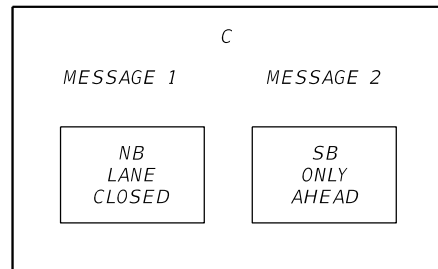 C
MESSAGE 1
MESSAGE 2
NB
LANE
CLOSED
SB
ONLY
AHEAD